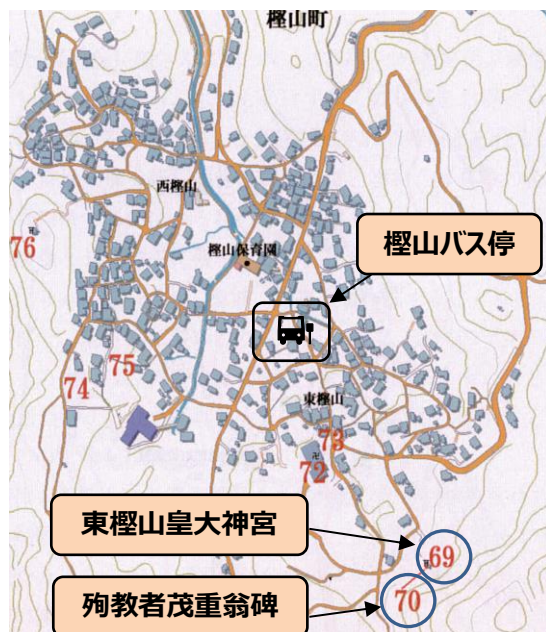 樫山町
西樫山
76
樫山保育園
樫山バス停
75
74
東樫山
73
72
東樫山皇大神宮
69
殉教者茂重翁碑
70